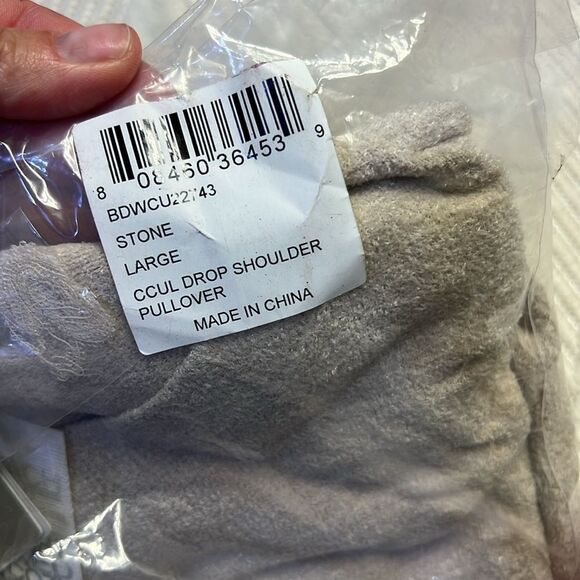 8 08460 36453 9
BDWCU22743
STONE
LARGE
CCUL DROP SHOULDER
PULLOVER
MADE IN CHINA